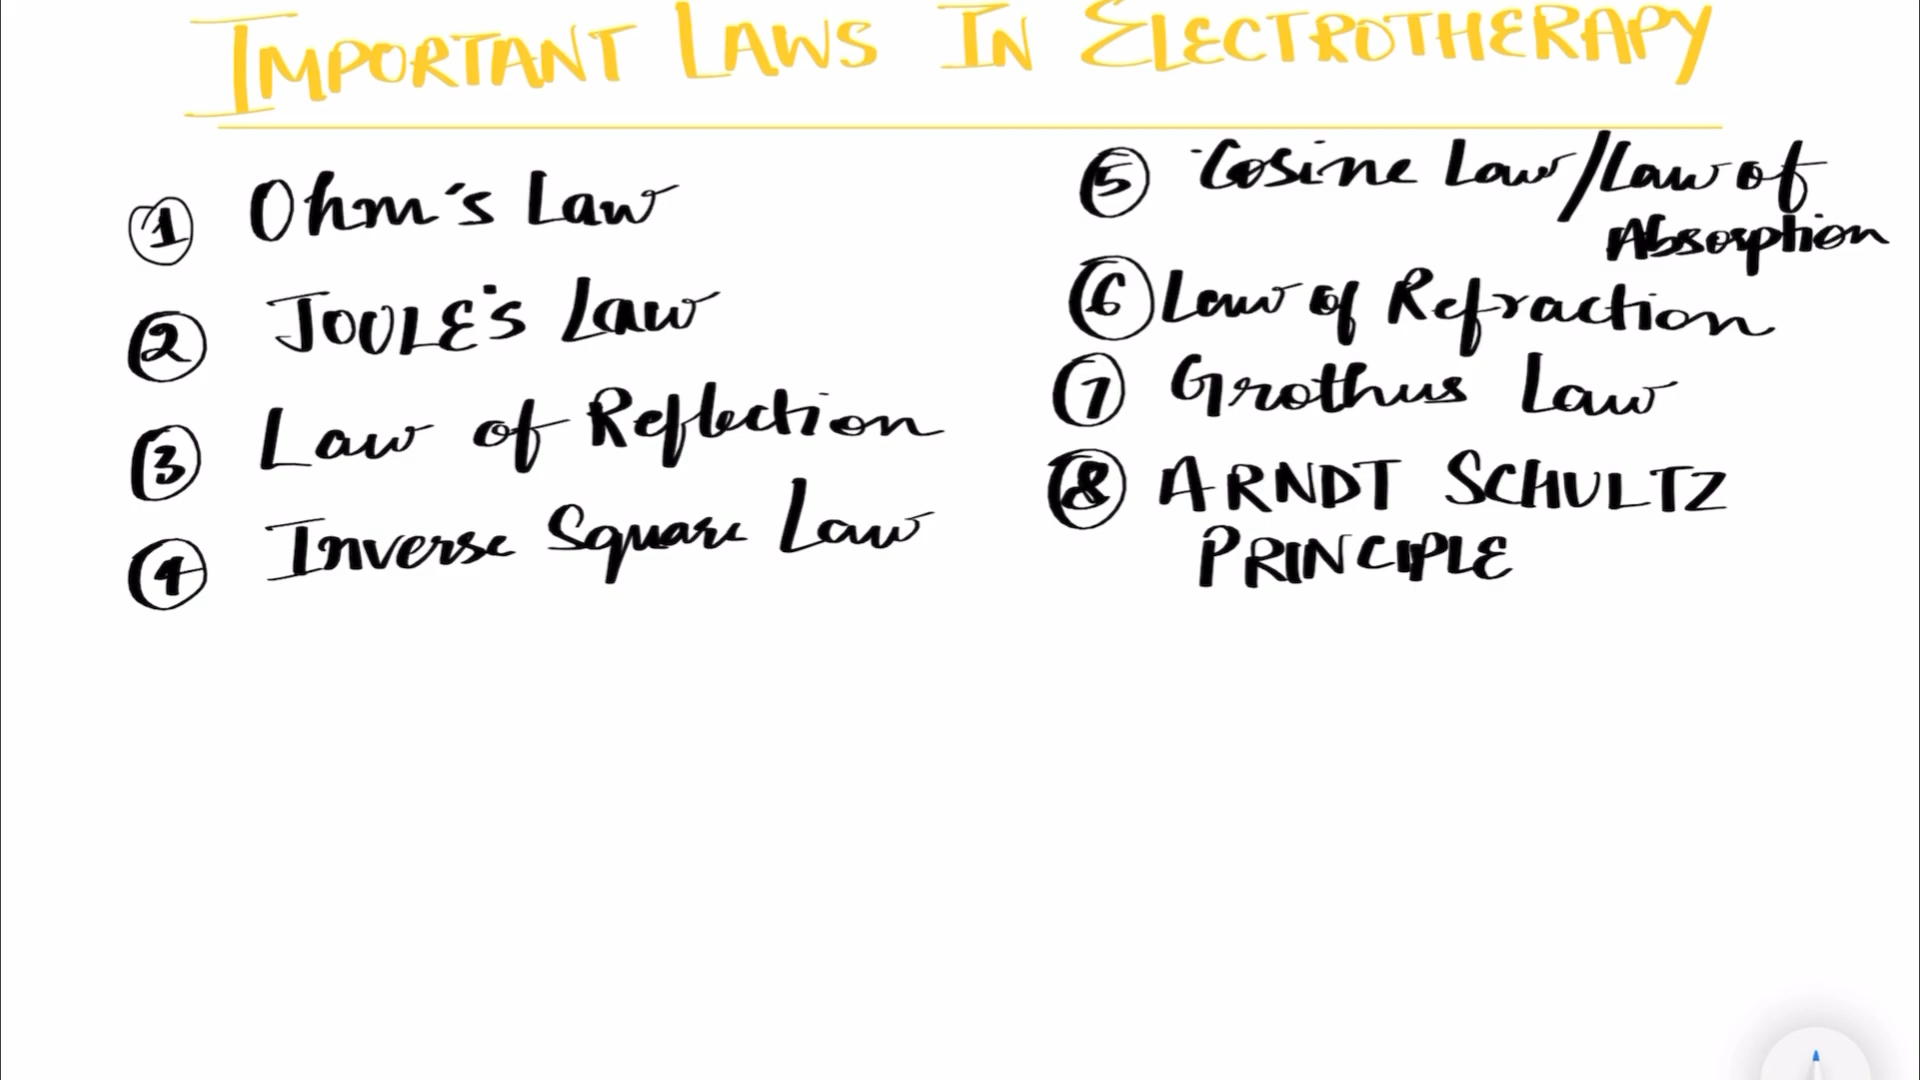 IMPORTANT LAWS IN ELECTROTHERAPY
① Ohm's Law
② JOULE's Law
③ Law of Reflection
④ Inverse Square Law
⑤ Cosine Law/Law of
Absorption
⑥ Law of Refraction
⑦ Grothus Law
⑧ ARNDT SCHULTZ
PRINCIPLE